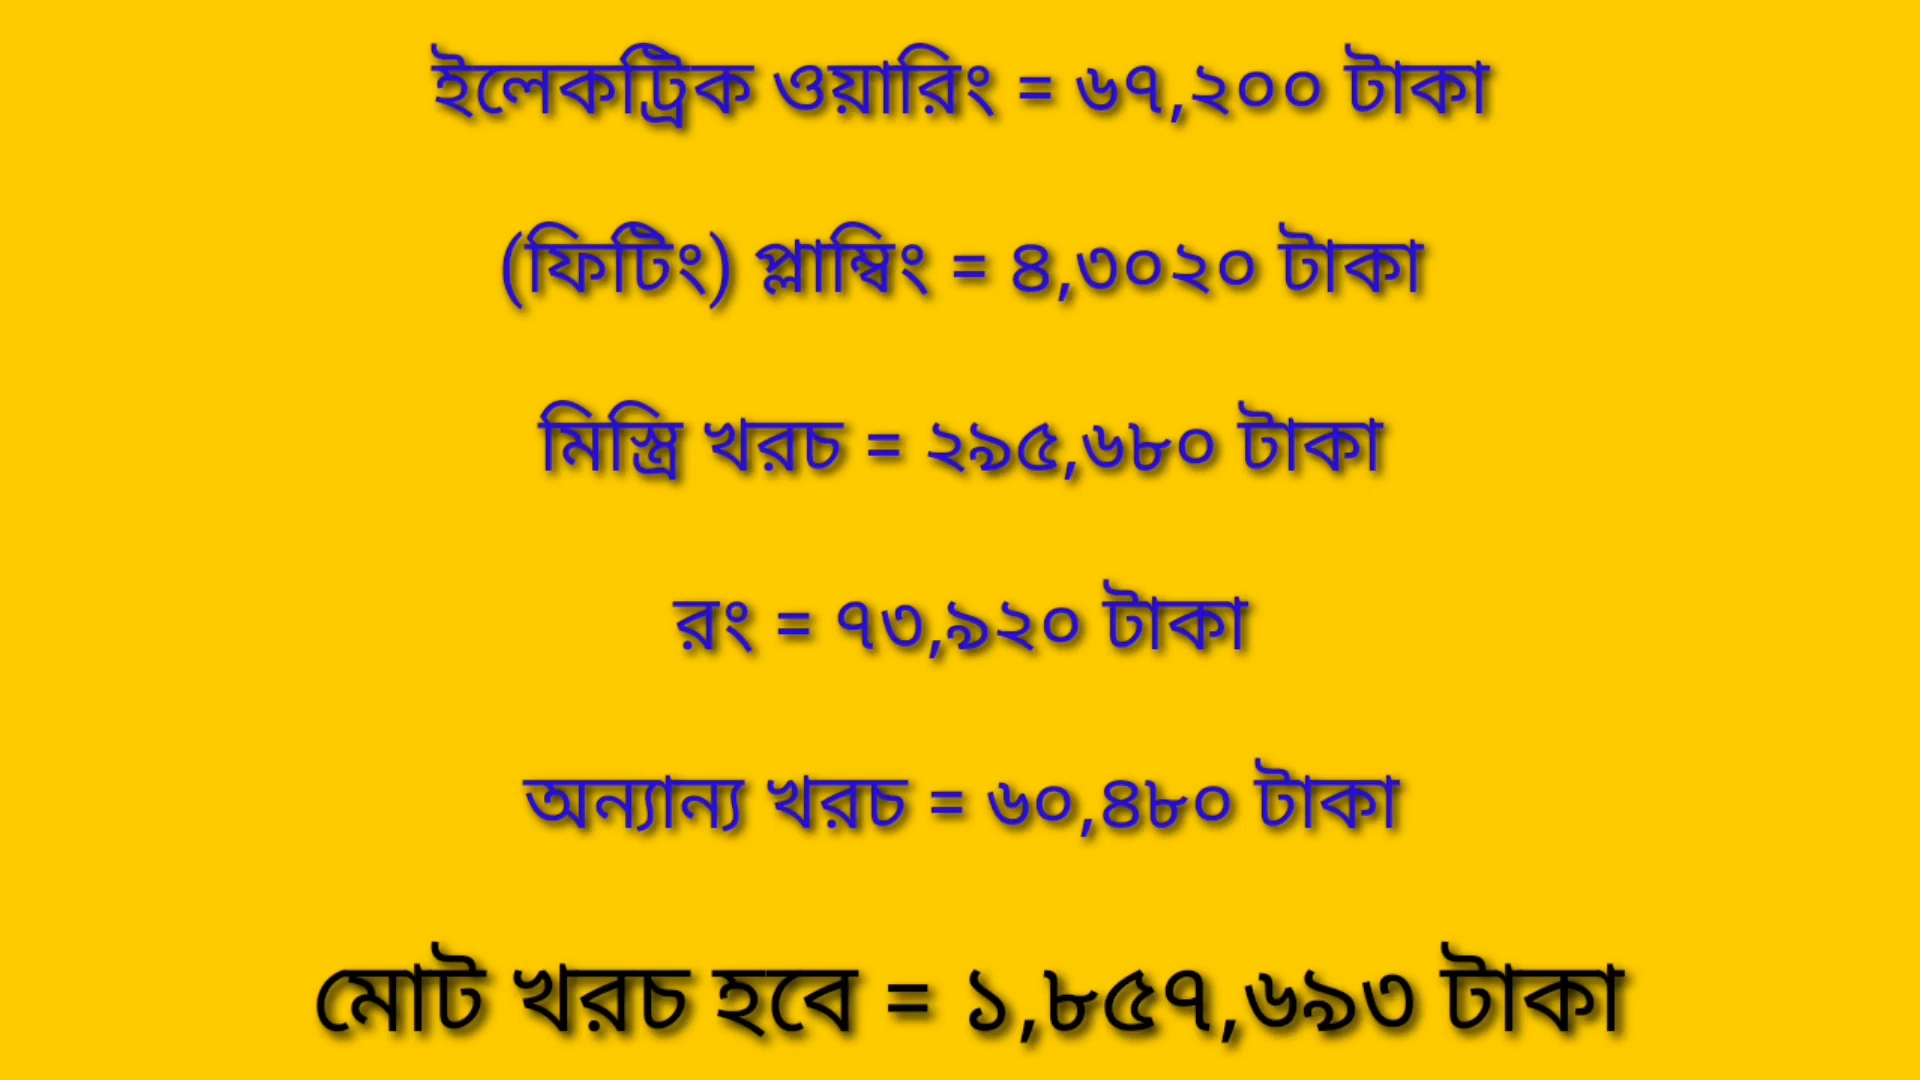 ইলেকট্রিক ওয়ারিং = ৬৭,২০০ টাকা
(ফিটিং) প্লাম্বিং = ৪,৩০২০ টাকা
মিস্ত্রি খরচ = ২৯৫,৬৮০ টাকা
রং = ৭৩,৯২০ টাকা
অন্যান্য খরচ = ৬০,৪৮০ টাকা
মোট খরচ হবে = ১,৮৫৭,৬৯৩ টাকা